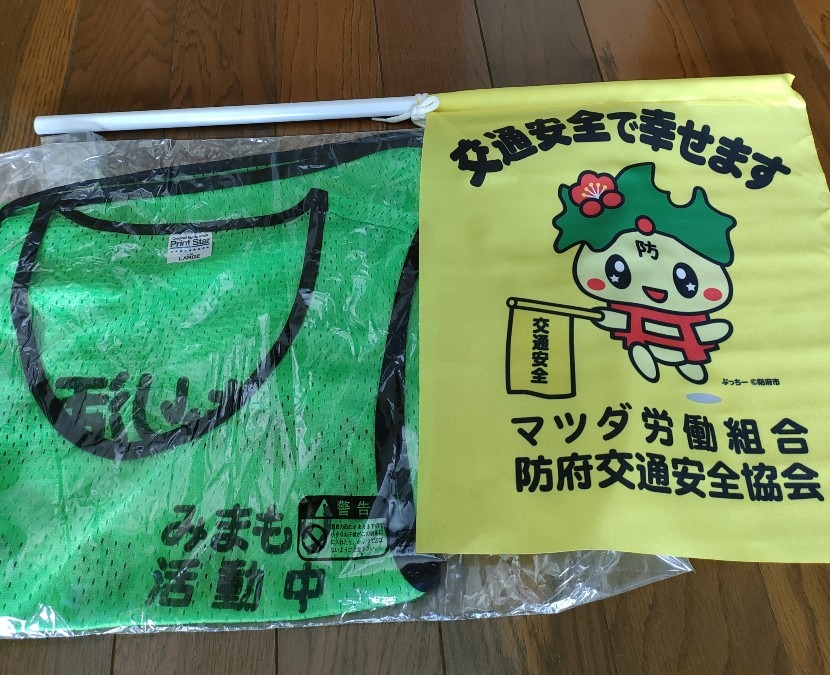 交通安全で幸せます
防
交通安全
ぷっちー ©防府市
マツダ労働組合
防府交通安全協会
Print Star
LARGE
みまも
活動中
警告